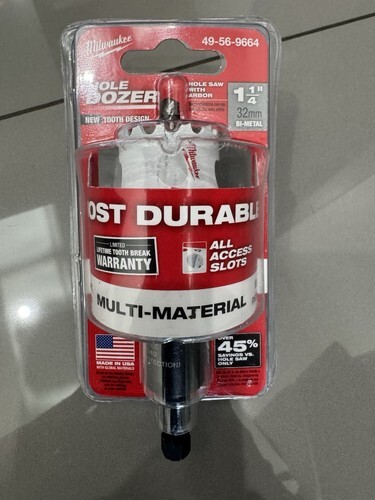 Milwaukee
49-56-9664
HOLE
DOZER
NEW TOOTH DESIGN
HOLE SAW
WITH
ARBOR
1 1/4"
32mm
BI-METAL
Milwaukee
OST DURABLE
LIMITED
LIFETIME TOOTH BREAK
WARRANTY
ALL
ACCESS
SLOTS
MULTI-MATERIAL
MADE IN USA
WITH GLOBAL MATERIALS
OVER
45%
SAVINGS VS.
HOLE SAW
ONLY